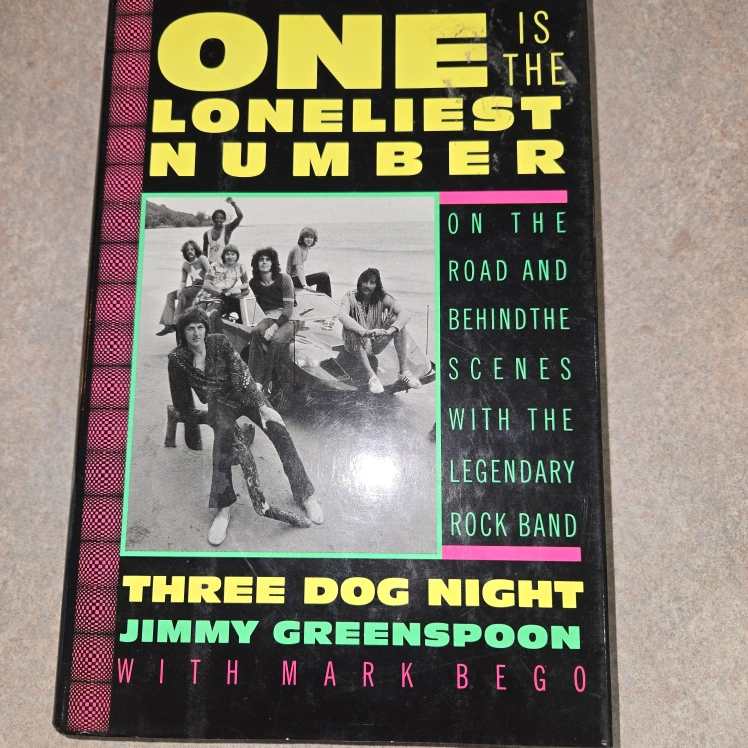 ONE IS THE
LONELIEST
NUMBER
ON THE
ROAD AND
BEHINDTHE
SCENES
WITH THE
LEGENDARY
ROCK BAND
THREE DOG NIGHT
JIMMY GREENSPOON
WITH MARK BEGO